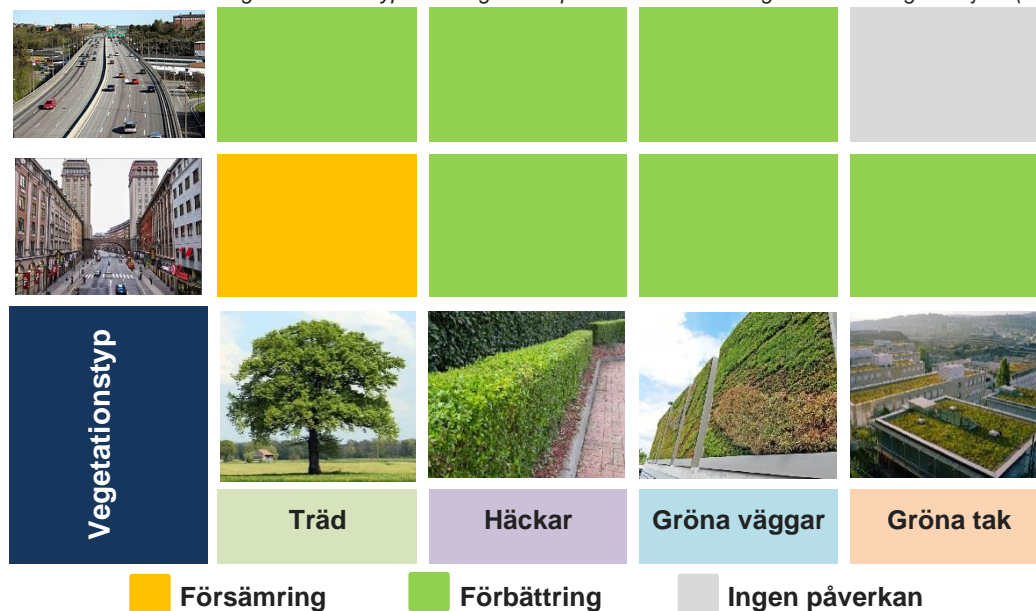 Vegetationstyp
Träd
Häckar
Gröna väggar
Gröna tak
Försämring
Förbättring
Ingen påverkan